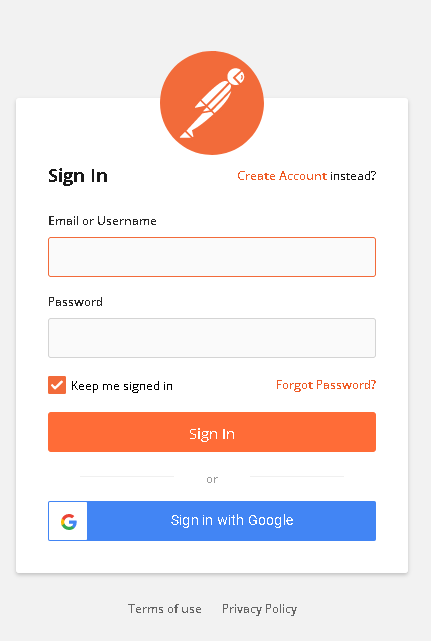 Sign In
Create Account instead?
Email or Username
Password
Keep me signed in
Forgot Password?
Sign In
or
Sign in with Google
Terms of use
Privacy Policy